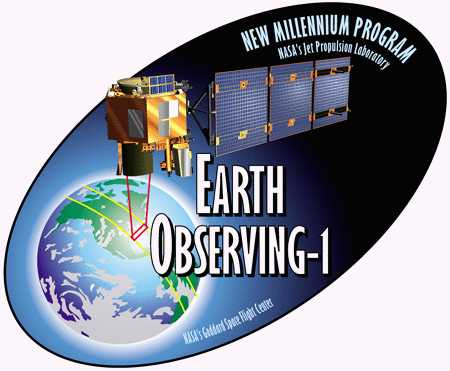 NEW MILLENNIUM PROGRAM
NASA's Jet Propulsion Laboratory
EARTH
OBSERVING-1
NASA's Goddard Space Flight Center